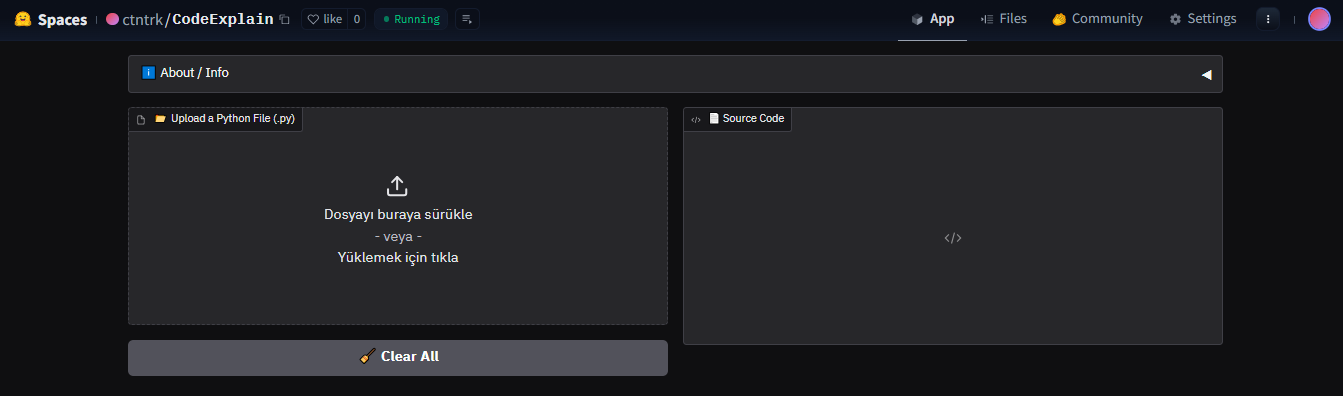 Spaces
ctntrk/CodeExplain
like 0
Running
App
Files
Community
Settings
About / Info
Upload a Python File (.py)
Dosyayı buraya sürükle
- veya -
Yüklemek için tıkla
Clear All
Source Code